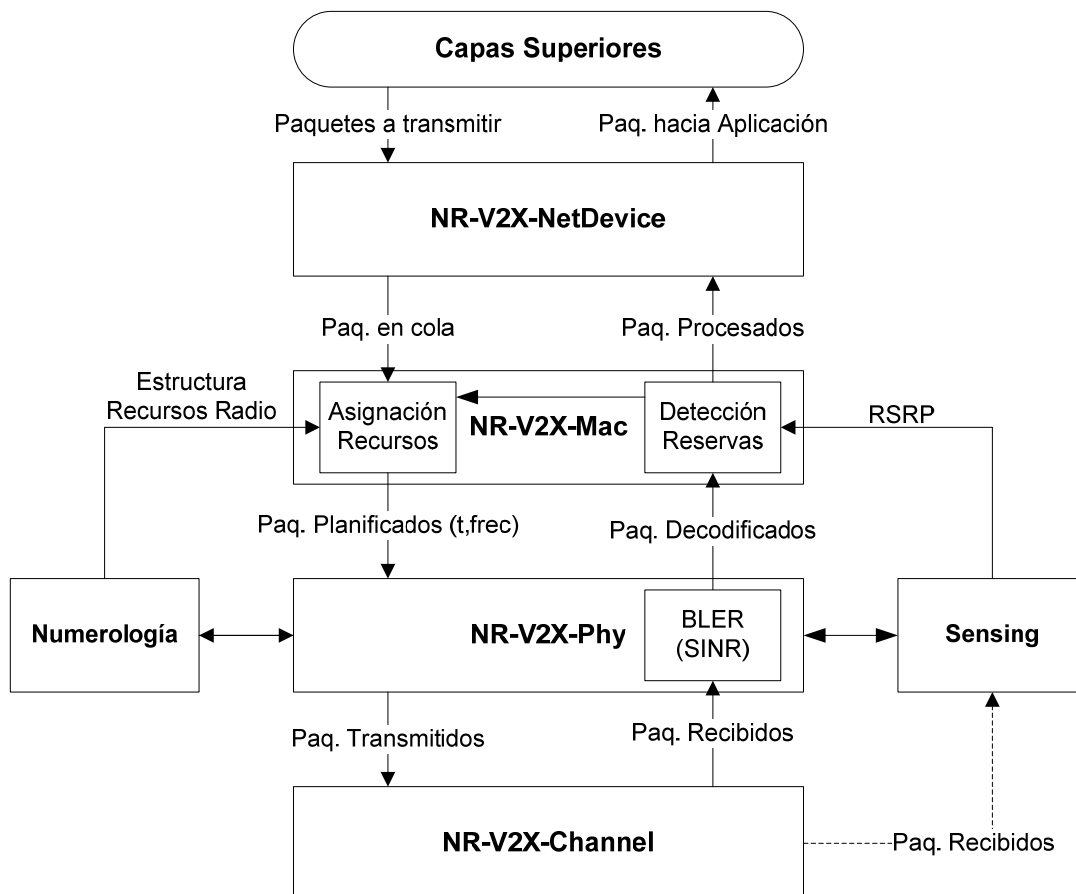 Capas Superiores
Paquetes a transmitir
Paq. hacia Aplicación
NR-V2X-NetDevice
Paq. en cola
Paq. Procesados
Estructura
Recursos Radio
Asignación
Recursos
NR-V2X-Mac
Detección
Reservas
RSRP
Paq. Planificados (t,frec)
Paq. Decodificados
Numerología
NR-V2X-Phy
BLER
(SINR)
Sensing
Paq. Transmitidos
Paq. Recibidos
NR-V2X-Channel
Paq. Recibidos